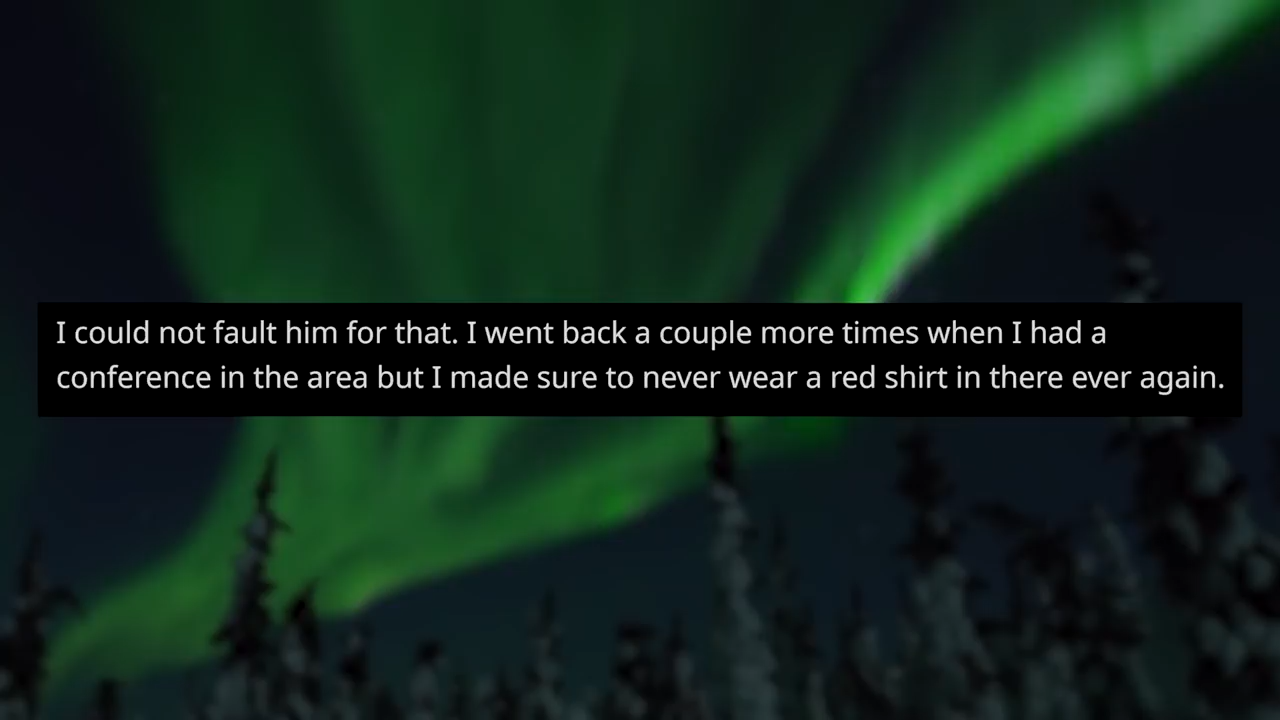 I could not fault him for that. I went back a couple more times when I had a
conference in the area but I made sure to never wear a red shirt in there ever again.